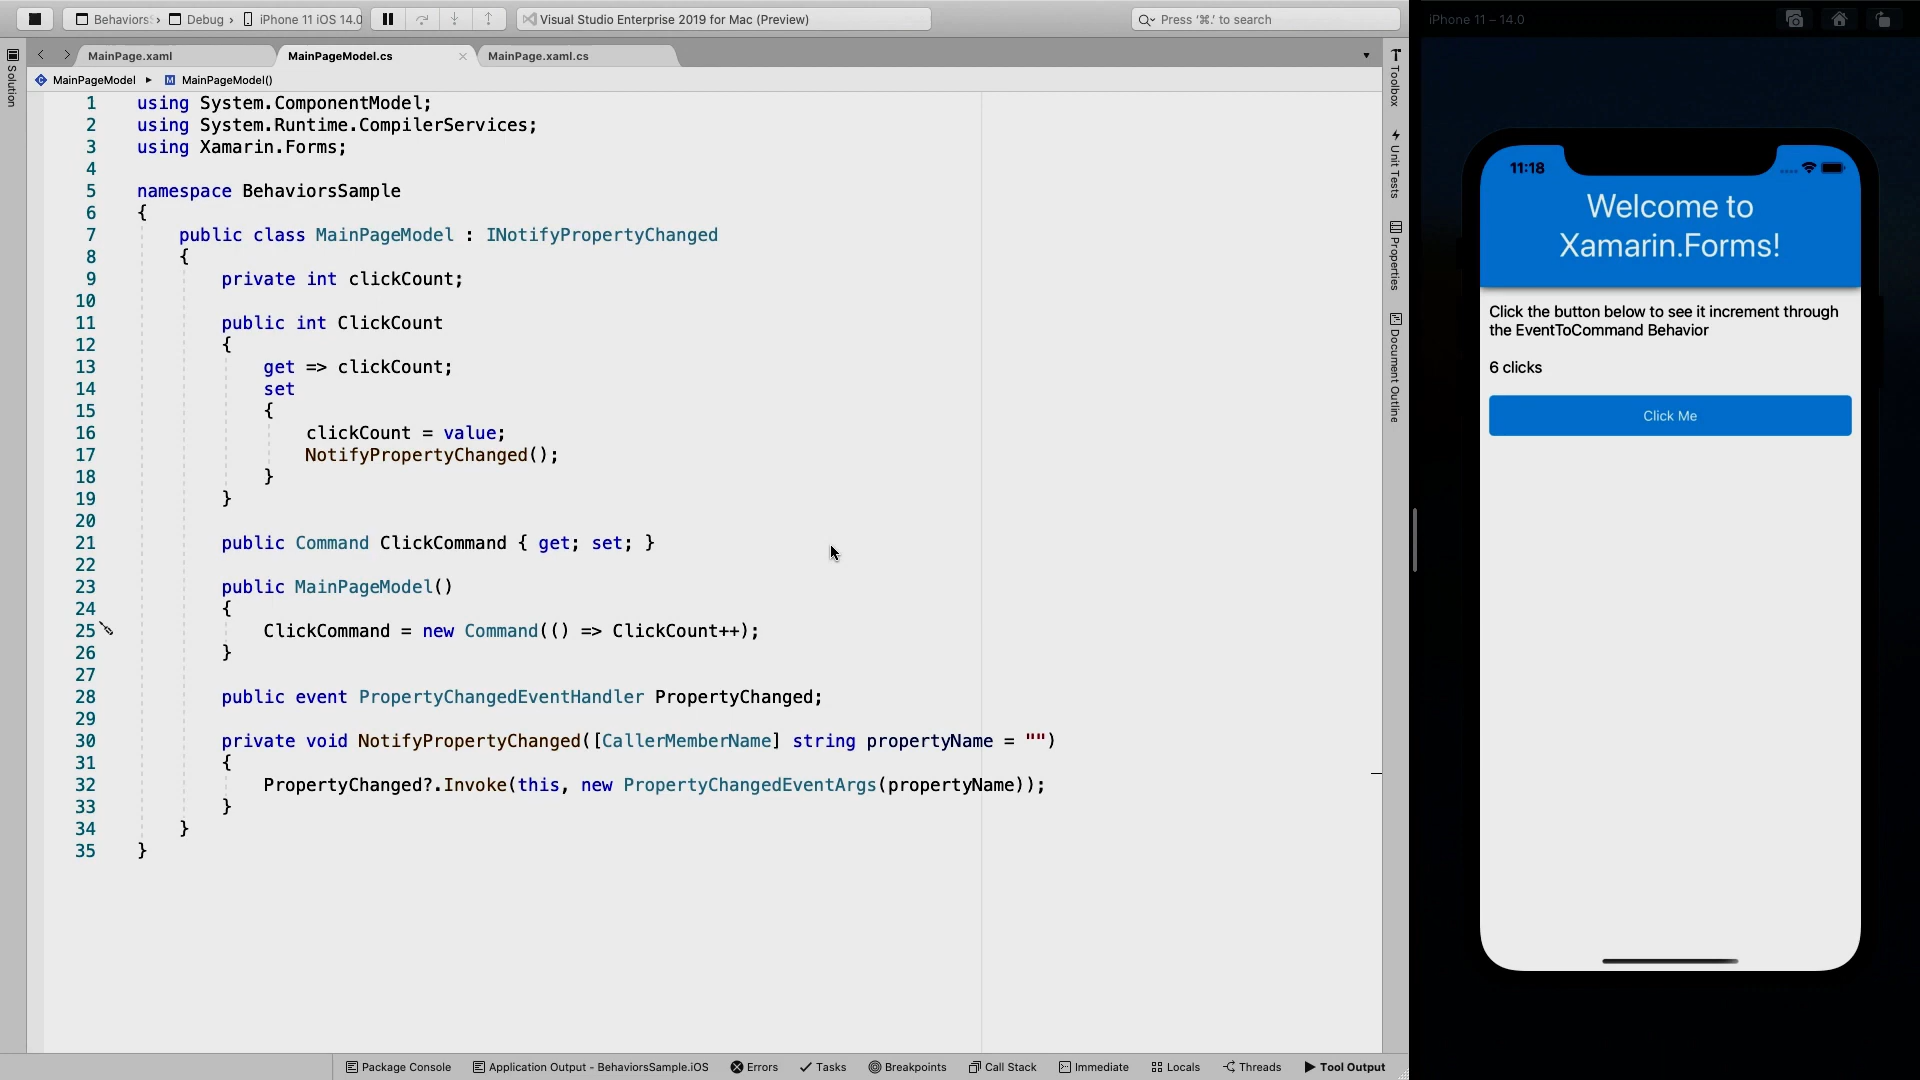 Behaviors
Debug
iPhone 11 iOS 14.0
Visual Studio Enterprise 2019 for Mac (Preview)
Press '⌘.' to search
MainPage.xaml
MainPageModel.cs
MainPage.xaml.cs
MainPageModel
MainPageModel()
Solution
1 using System.ComponentModel;
2 using System.Runtime.CompilerServices;
3 using Xamarin.Forms;
4
5 namespace BehaviorsSample
6 {
7 public class MainPageModel : INotifyPropertyChanged
8 {
9 private int clickCount;
10
11 public int ClickCount
12 {
13 get => clickCount;
14 set
15 {
16 clickCount = value;
17 NotifyPropertyChanged();
18 }
19 }
20
21 public Command ClickCommand { get; set; }
22
23 public MainPageModel()
24 {
25 ClickCommand = new Command(() => ClickCount++);
26 }
27
28 public event PropertyChangedEventHandler PropertyChanged;
29
30 private void NotifyPropertyChanged([CallerMemberName] string propertyName = "")
31 {
32 PropertyChanged?.Invoke(this, new PropertyChangedEventArgs(propertyName));
33 }
34 }
35 }
Toolbox
Unit Tests
Properties
Document Outline
Package Console
Application Output - BehaviorsSample.iOS
Errors
Tasks
Breakpoints
Call Stack
Immediate
Locals
Threads
Tool Output
iPhone 11 – 14.0
11:18
Welcome to
Xamarin.Forms!
Click the button below to see it increment through
the EventToCommand Behavior
6 clicks
Click Me